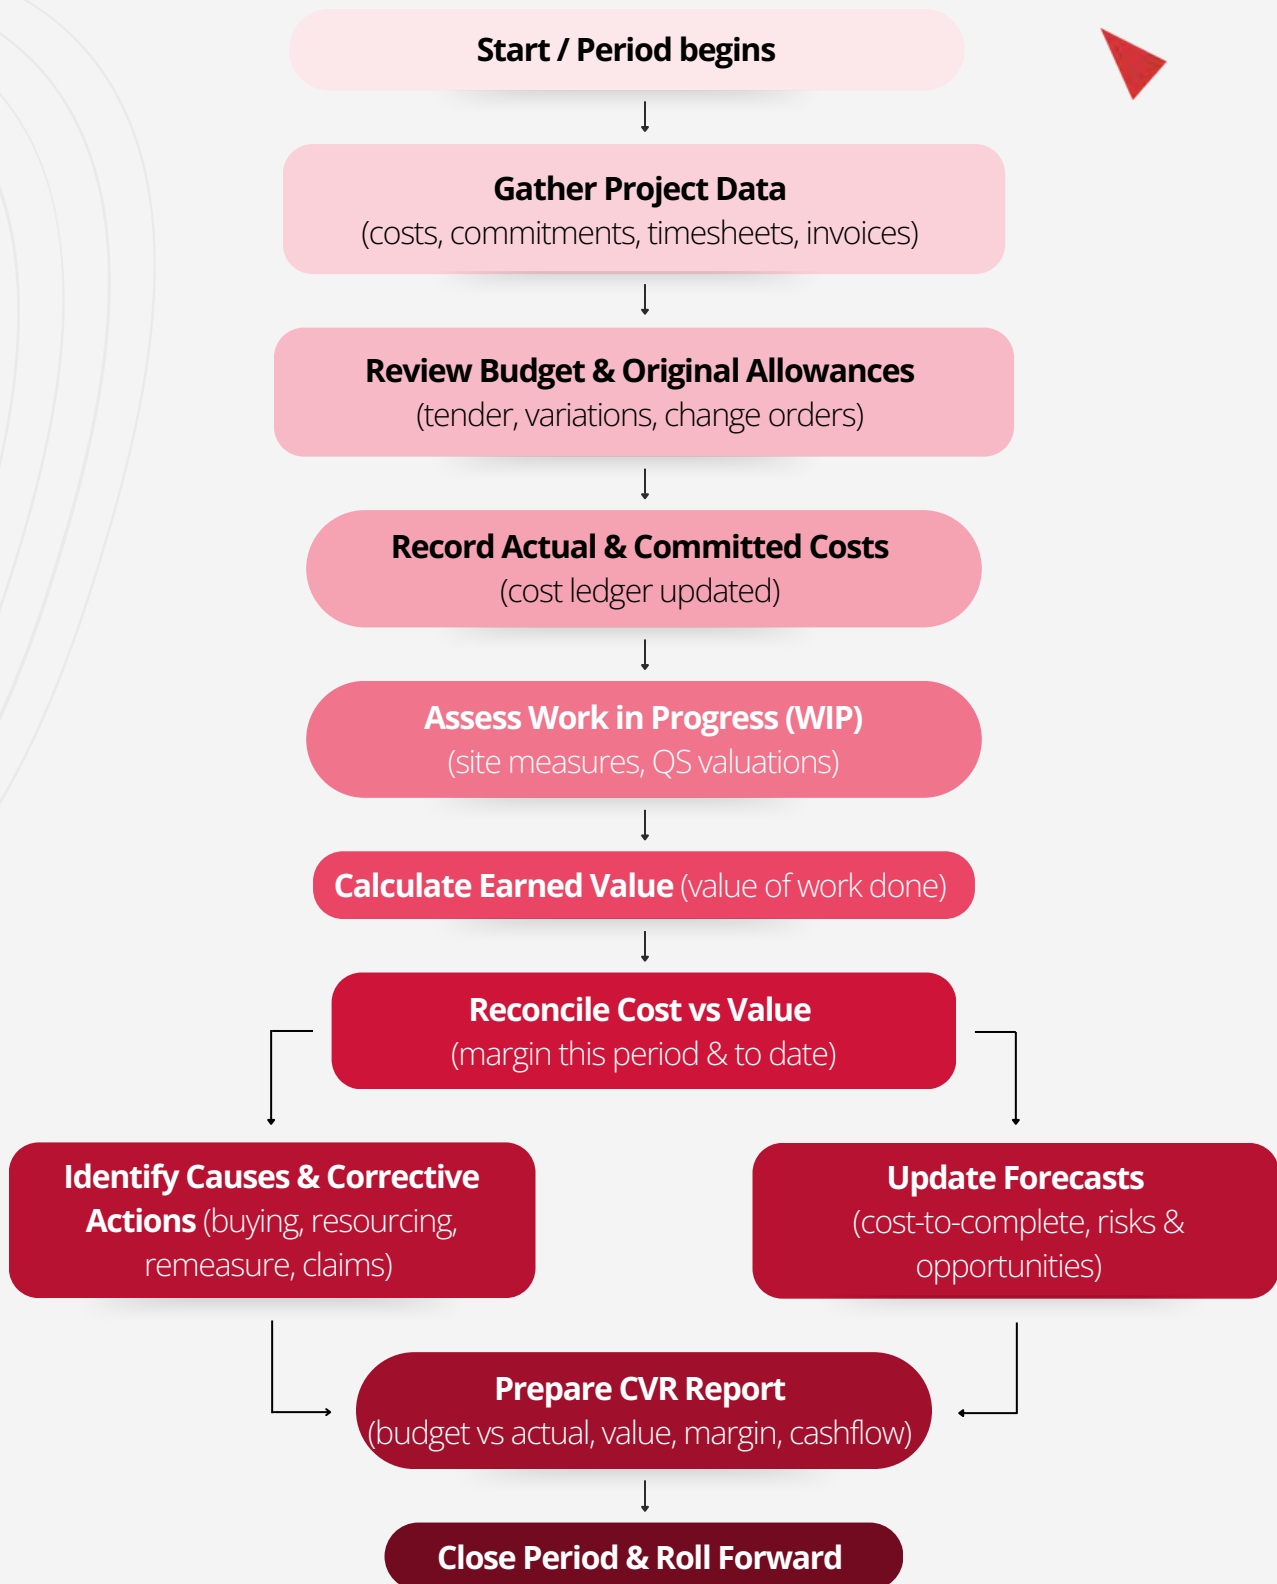 Start / Period begins
Gather Project Data
(costs, commitments, timesheets, invoices)
Review Budget & Original Allowances
(tender, variations, change orders)
Record Actual & Committed Costs
(cost ledger updated)
Assess Work in Progress (WIP)
(site measures, QS valuations)
Calculate Earned Value (value of work done)
Reconcile Cost vs Value
(margin this period & to date)
Identify Causes & Corrective
Actions (buying, resourcing,
remeasure, claims)
Update Forecasts
(cost-to-complete, risks &
opportunities)
Prepare CVR Report
(budget vs actual, value, margin, cashflow)
Close Period & Roll Forward